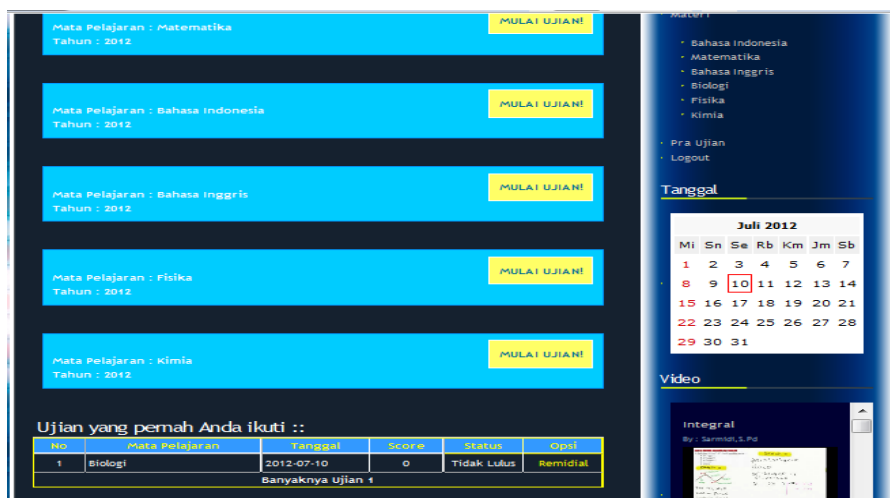 Mata Pelajaran : Matematika
Tahun : 2012
MULAI UJIAN!
Mata Pelajaran : Bahasa Indonesia
Tahun : 2012
MULAI UJIAN!
Mata Pelajaran : Bahasa Inggris
Tahun : 2012
MULAI UJIAN!
Mata Pelajaran : Fisika
Tahun : 2012
MULAI UJIAN!
Mata Pelajaran : Kimia
Tahun : 2012
MULAI UJIAN!
Ujian yang pernah Anda ikuti ::
No Mata Pelajaran Tanggal Score Status Opsi
1 Biologi 2012-07-10 0 Tidak Lulus Remidial
Banyaknya Ujian 1
Materi
Bahasa Indonesia
Matematika
Bahasa Inggris
Biologi
Fisika
Kimia
Pra Ujian
Logout
Tanggal
Juli 2012
Mi Sn Se Rb Km Jm Sb
1 2 3 4 5 6 7
8 9 10 11 12 13 14
15 16 17 18 19 20 21
22 23 24 25 26 27 28
29 30 31
Video
Integral
By : Sarmidi,S.Pd